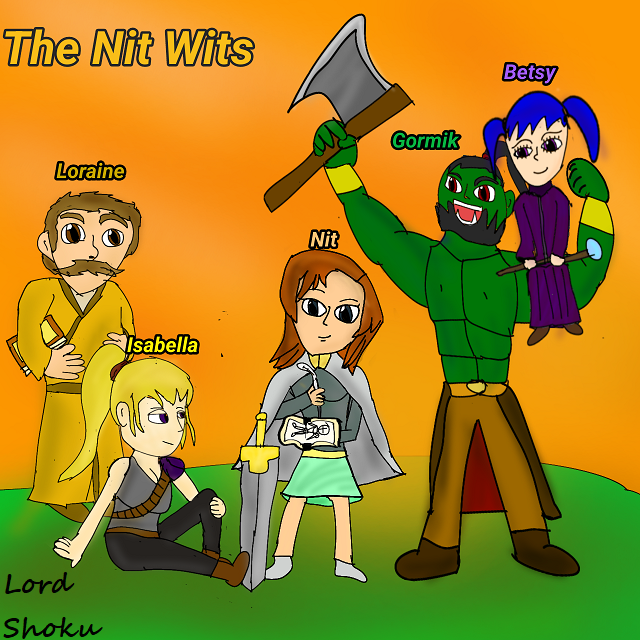 The Nit Wits
Betsy
Gormik
Loraine
Nit
Isabella
Lord
Shoku